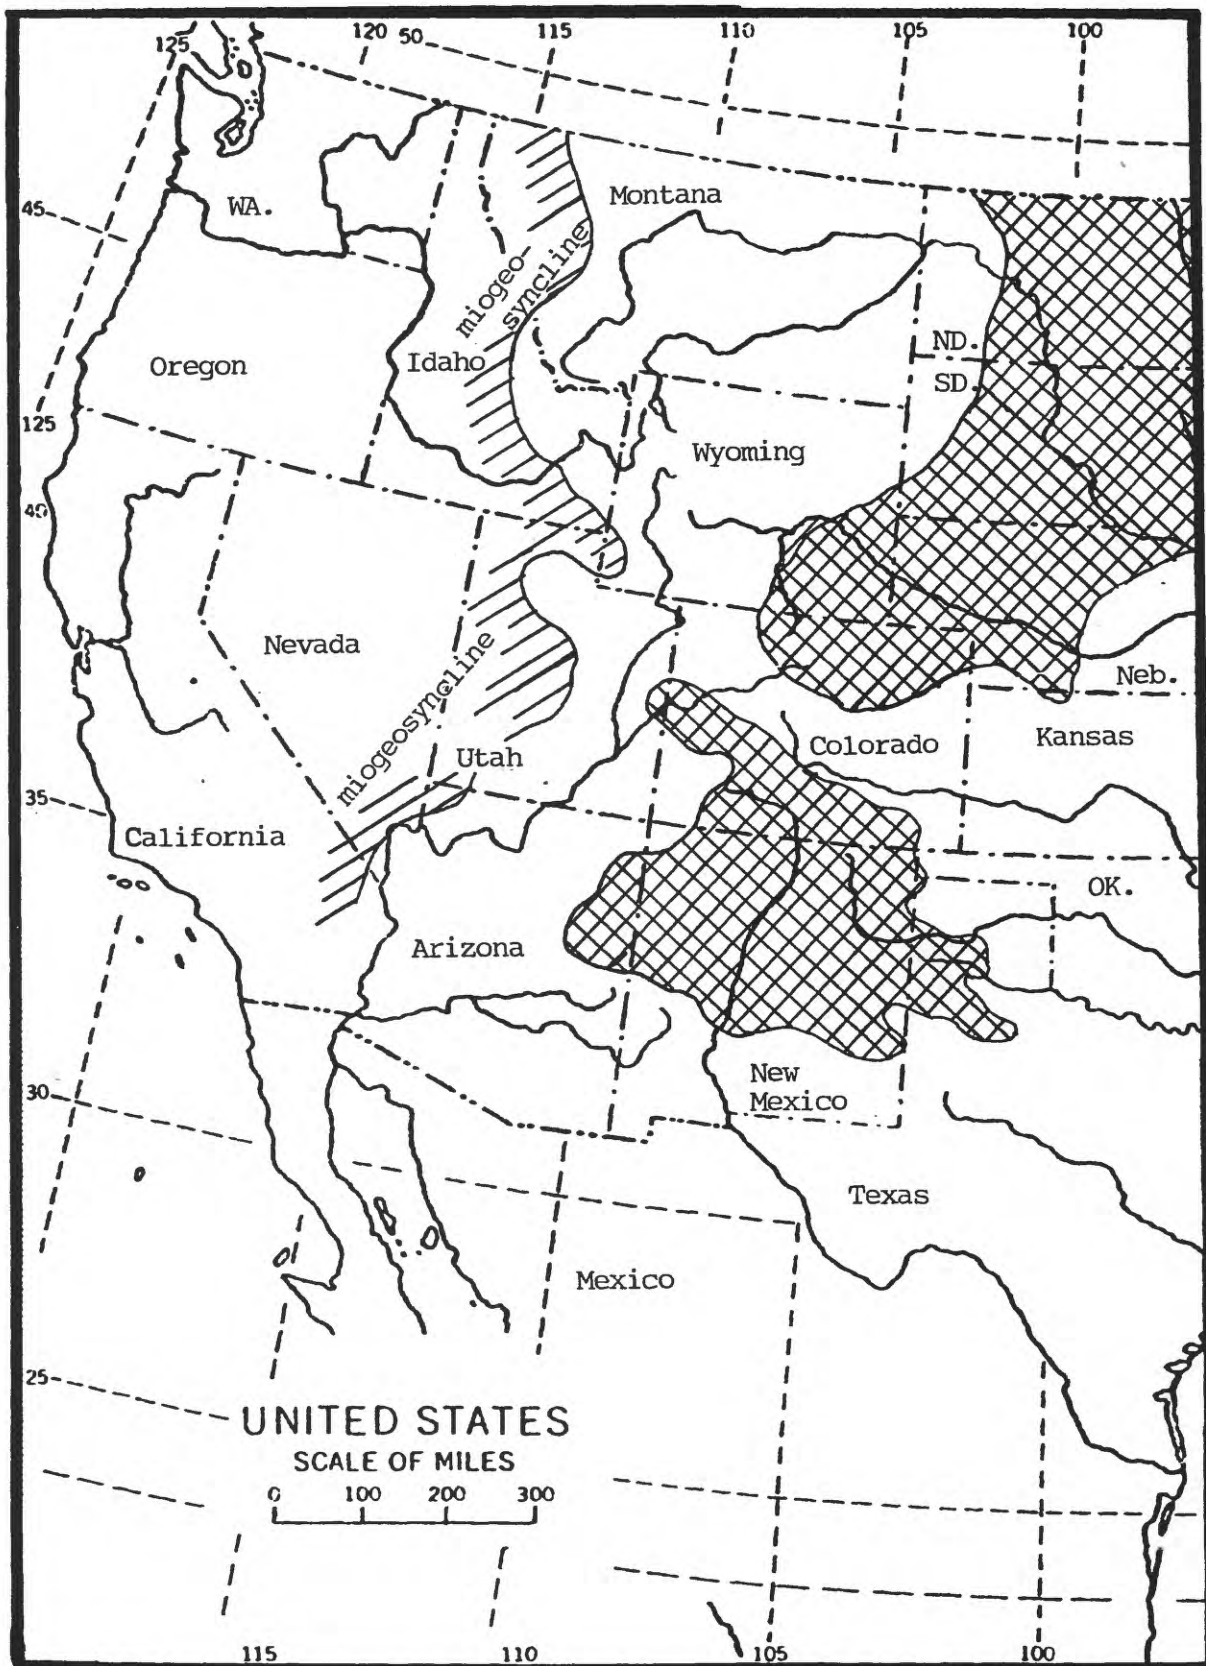 125
120
50
115
110
105
100
45
WA.
Montana
miogeo-
syncline
Oregon
Idaho
ND.
SD.
125
Wyoming
40
Nevada
Neb.
miogeosyncline
Utah
Colorado
Kansas
35
California
OK.
Arizona
30
New
Mexico
Texas
Mexico
25
UNITED STATES
SCALE OF MILES
0 100 200 300
115
110
105
100